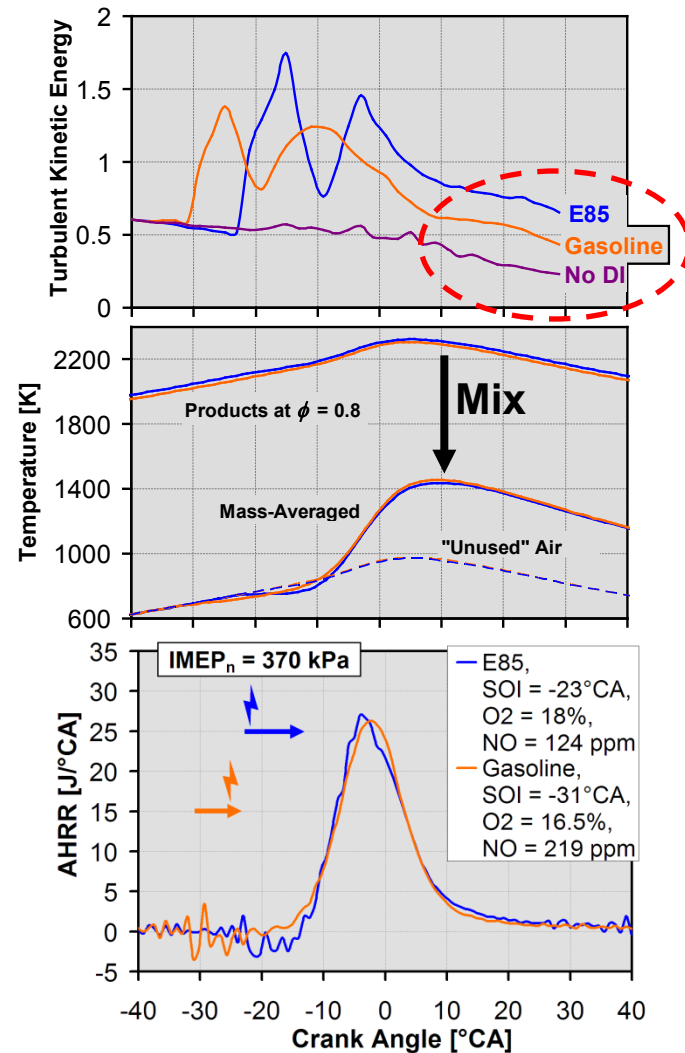 Turbulent Kinetic Energy
2
1.5
1
0.5
0
E85
Gasoline
No DI
Temperature [K]
2200
1800
1400
1000
600
Products at ϕ = 0.8
Mix
Mass-Averaged
"Unused" Air
AHRR [J/°CA]
35
30
25
20
15
10
5
0
-5
IMEPn = 370 kPa
E85,
SOI = -23°CA,
O2 = 18%,
NO = 124 ppm
Gasoline,
SOI = -31°CA,
O2 = 16.5%,
NO = 219 ppm
-40 -30 -20 -10 0 10 20 30 40
Crank Angle [°CA]